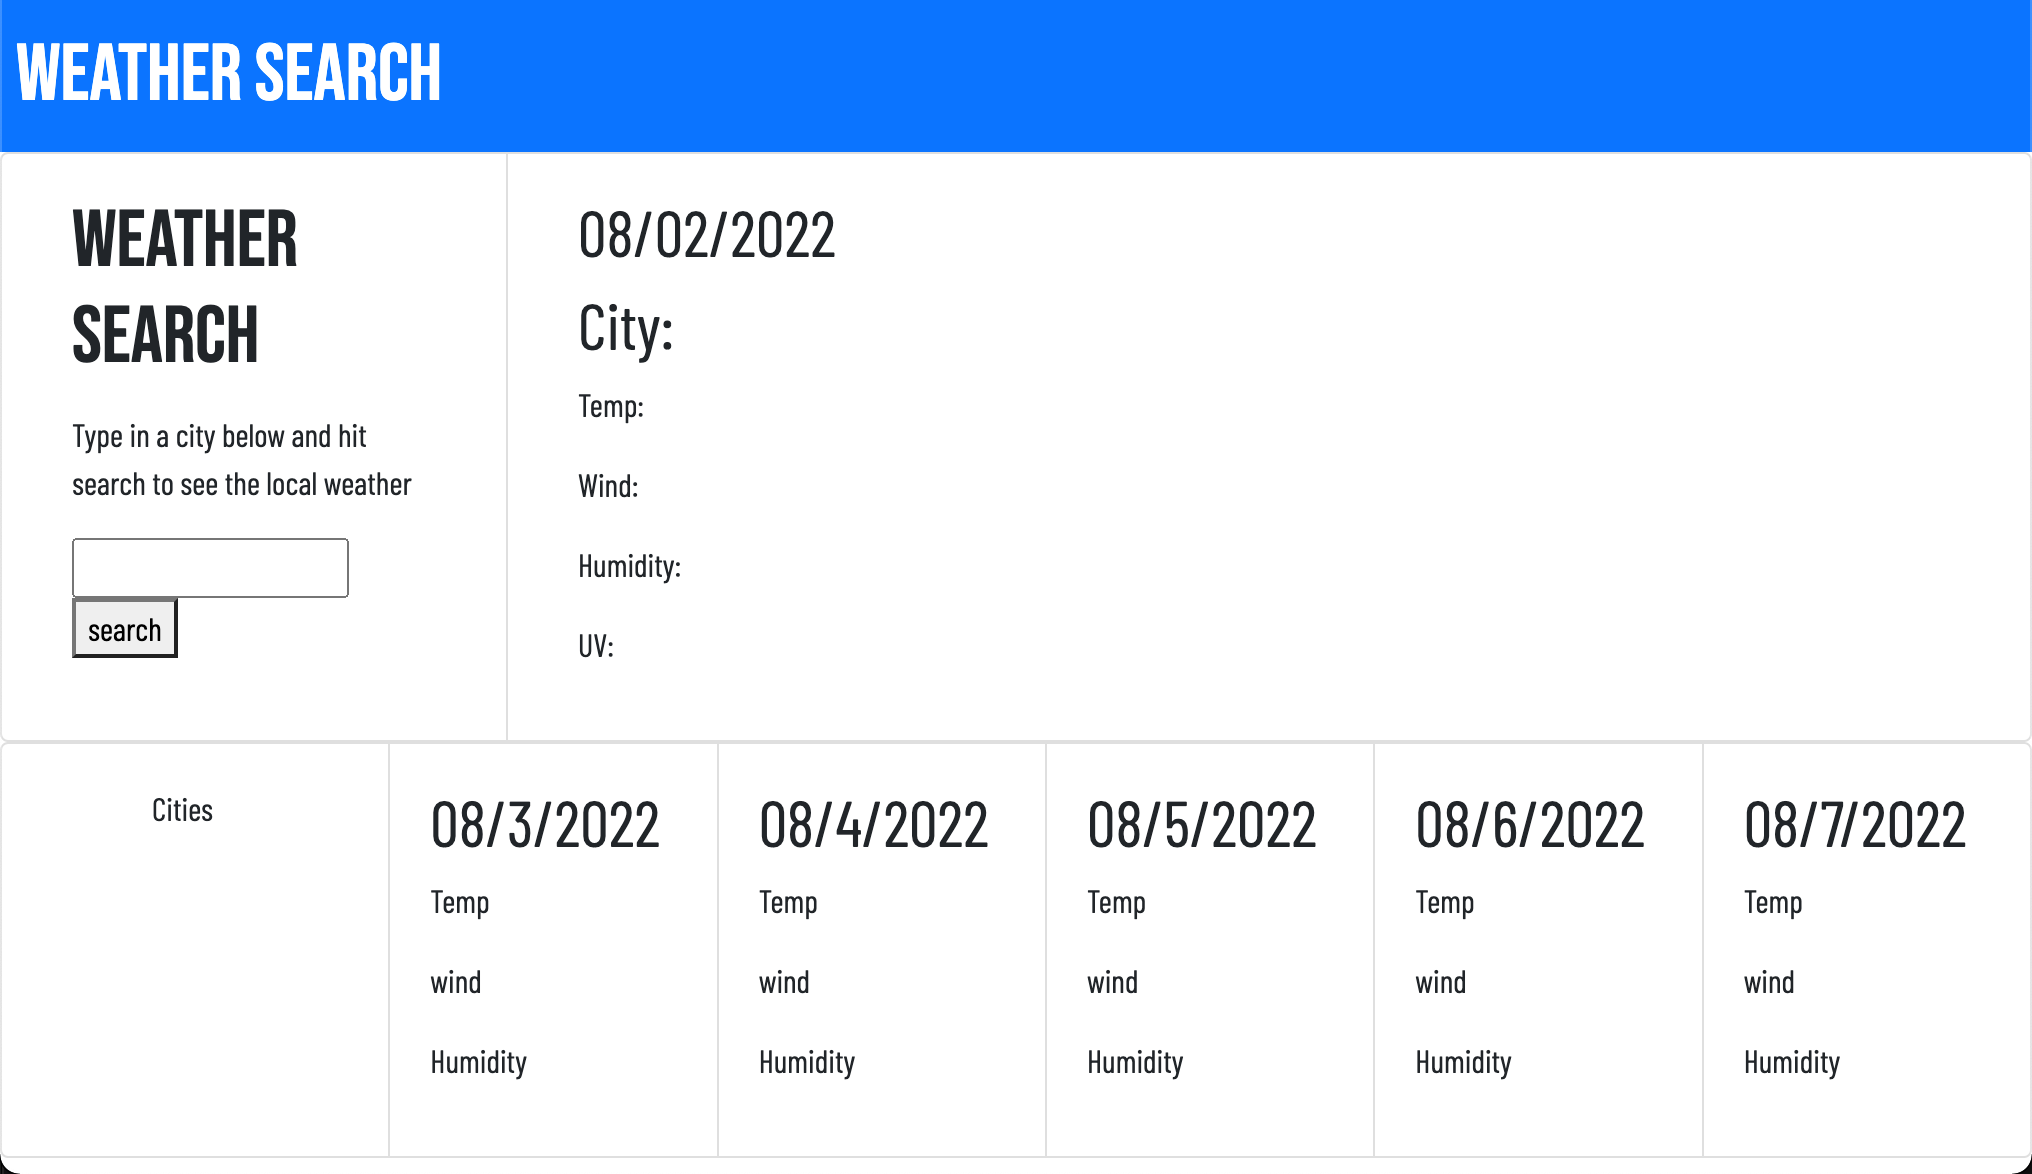 WEATHER SEARCH
WEATHER
SEARCH
Type in a city below and hit
search to see the local weather
search
08/02/2022
City:
Temp:
Wind:
Humidity:
UV:
Cities
08/3/2022
Temp
wind
Humidity
08/4/2022
Temp
wind
Humidity
08/5/2022
Temp
wind
Humidity
08/6/2022
Temp
wind
Humidity
08/7/2022
Temp
wind
Humidity